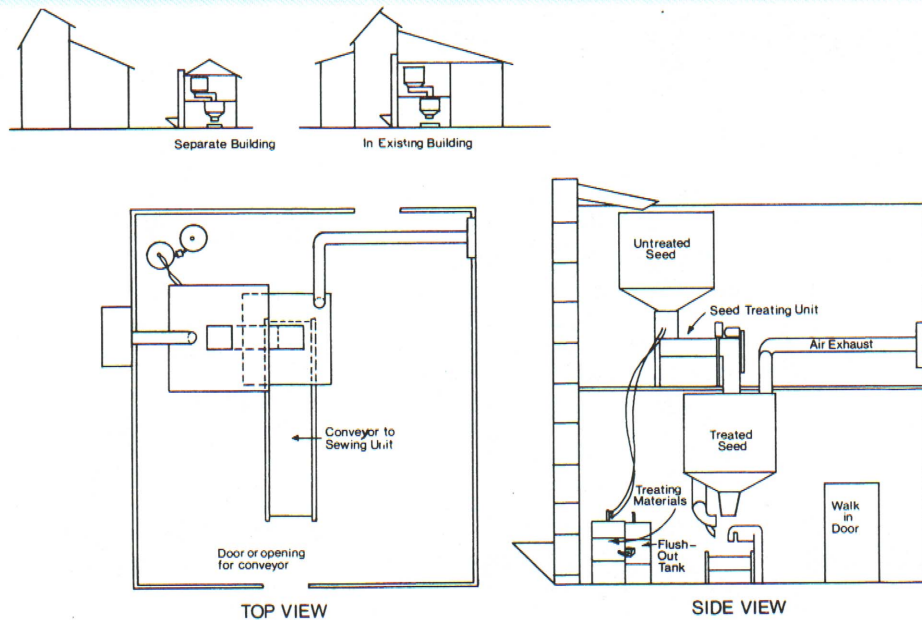 Separate Building
In Existing Building
Conveyor to
Sewing Unit
Door or opening
for conveyor
TOP VIEW
Untreated
Seed
Seed Treating Unit
Air Exhaust
Treated
Seed
Treating
Materials
Flush-
Out
Tank
Walk
in
Door
SIDE VIEW